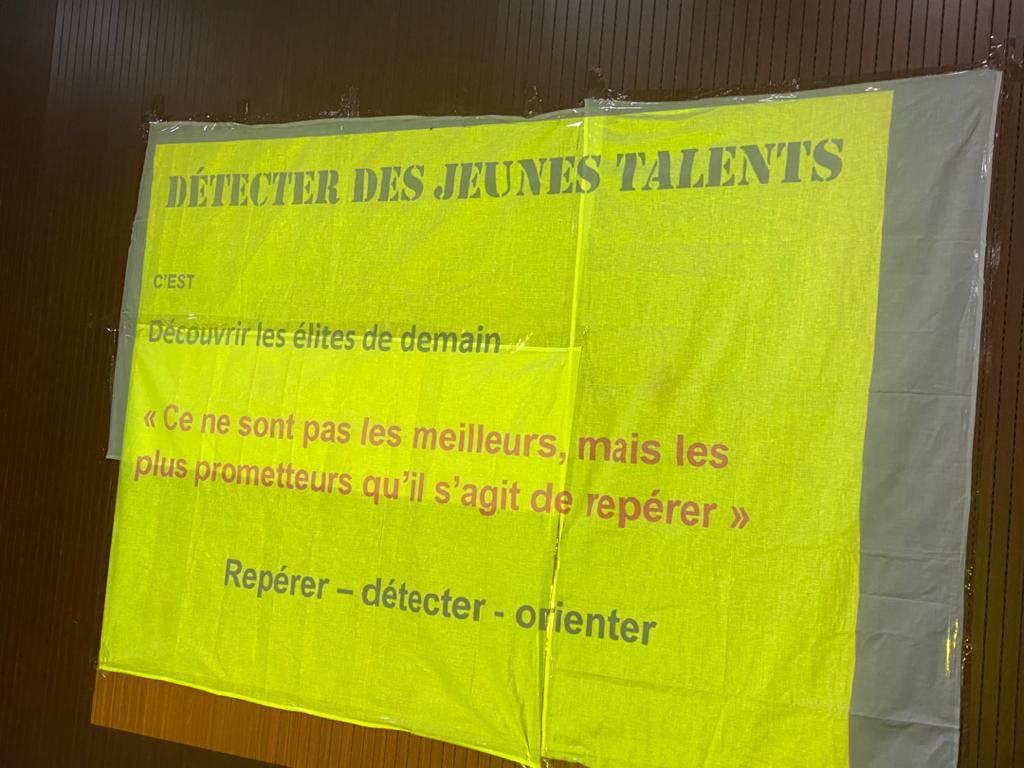 DÉTECTER DES JEUNES TALENTS
C'EST
Découvrir les élites de demain
« Ce ne sont pas les meilleurs, mais les
plus prometteurs qu'il s'agit de repérer »
Repérer – détecter - orienter